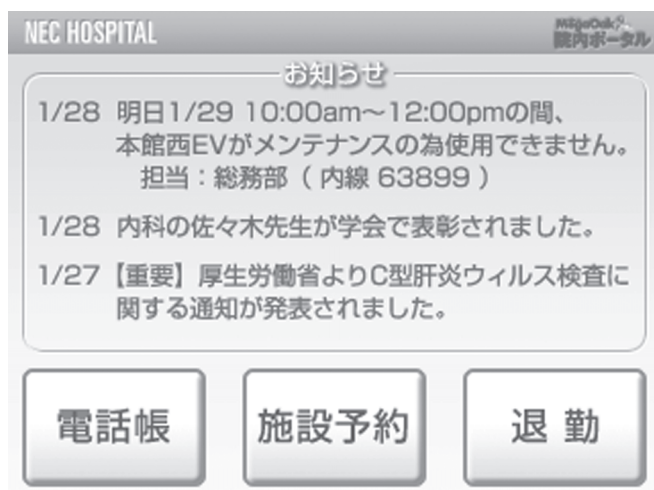 NEC HOSPITAL
MegaOak
院内ポータル
お知らせ
1/28 明日1/29 10:00am～12:00pmの間、
本館西EVがメンテナンスの為使用できません。
担当：総務部（ 内線 63899 ）
1/28 内科の佐々木先生が学会で表彰されました。
1/27 【重要】厚生労働省よりC型肝炎ウィルス検査に
関する通知が発表されました。
電話帳 施設予約 退 勤